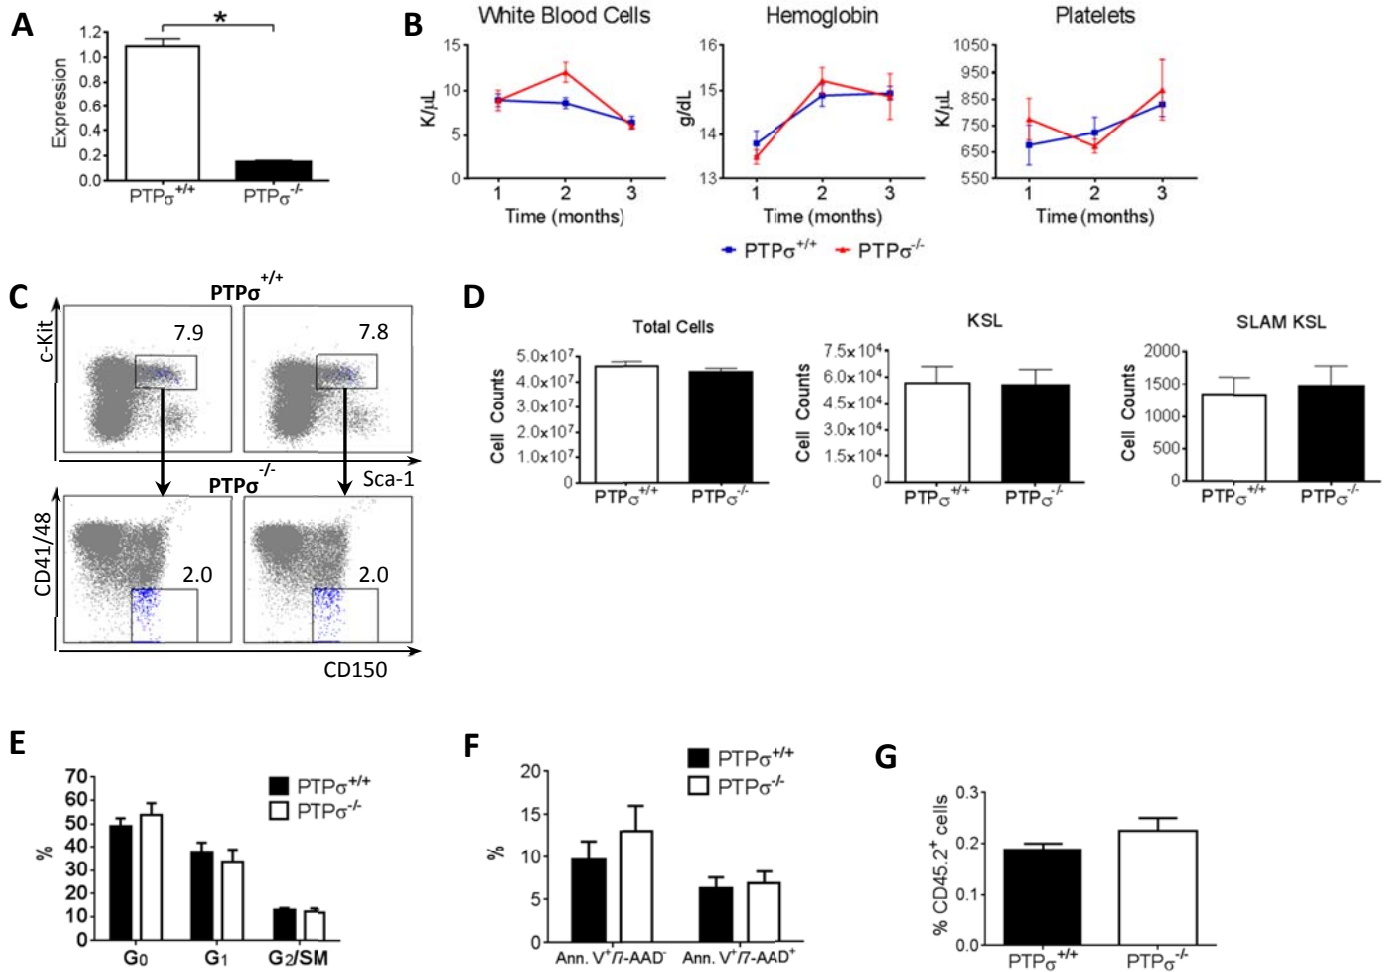 A
*
Expression
1.2
1.0
0.8
0.6
0.4
0.2
0.0
PTPσ+/+
PTPσ-/-
B
White Blood Cells
K/μL
15
10
5
0
1 2 3
Time (months)
Hemoglobin
g/dL
16
15
14
13
1 2 3
Time (months)
Platelets
K/μL
1050
950
850
750
650
550
1 2 3
Time (months)
PTPσ+/+ PTPσ-/-
C
PTPσ+/+
c-Kit
7.9
7.8
Sca-1
PTPσ-/-
CD41/48
2.0
2.0
CD150
D
Total Cells
Cell Counts
5.0x10⁷
4.0x10⁷
3.0x10⁷
2.0x10⁷
1.0x10⁷
0
PTPσ+/+ PTPσ-/-
KSL
Cell Counts
7.5x10⁴
6.0x10⁴
4.5x10⁴
3.0x10⁴
1.5x10⁴
0
PTPσ+/+ PTPσ-/-
SLAM KSL
Cell Counts
2000
1500
1000
500
0
PTPσ+/+ PTPσ-/-
E
%
70
60
50
40
30
20
10
0
PTPσ+/+
PTPσ-/-
G0 G1 G2/SM
F
%
20
15
10
5
0
PTPσ+/+
PTPσ-/-
Ann. V+/7-AAD- Ann. V+/7-AAD+
G
% CD45.2+ cells
0.3
0.2
0.1
0.0
PTPσ+/+ PTPσ-/-